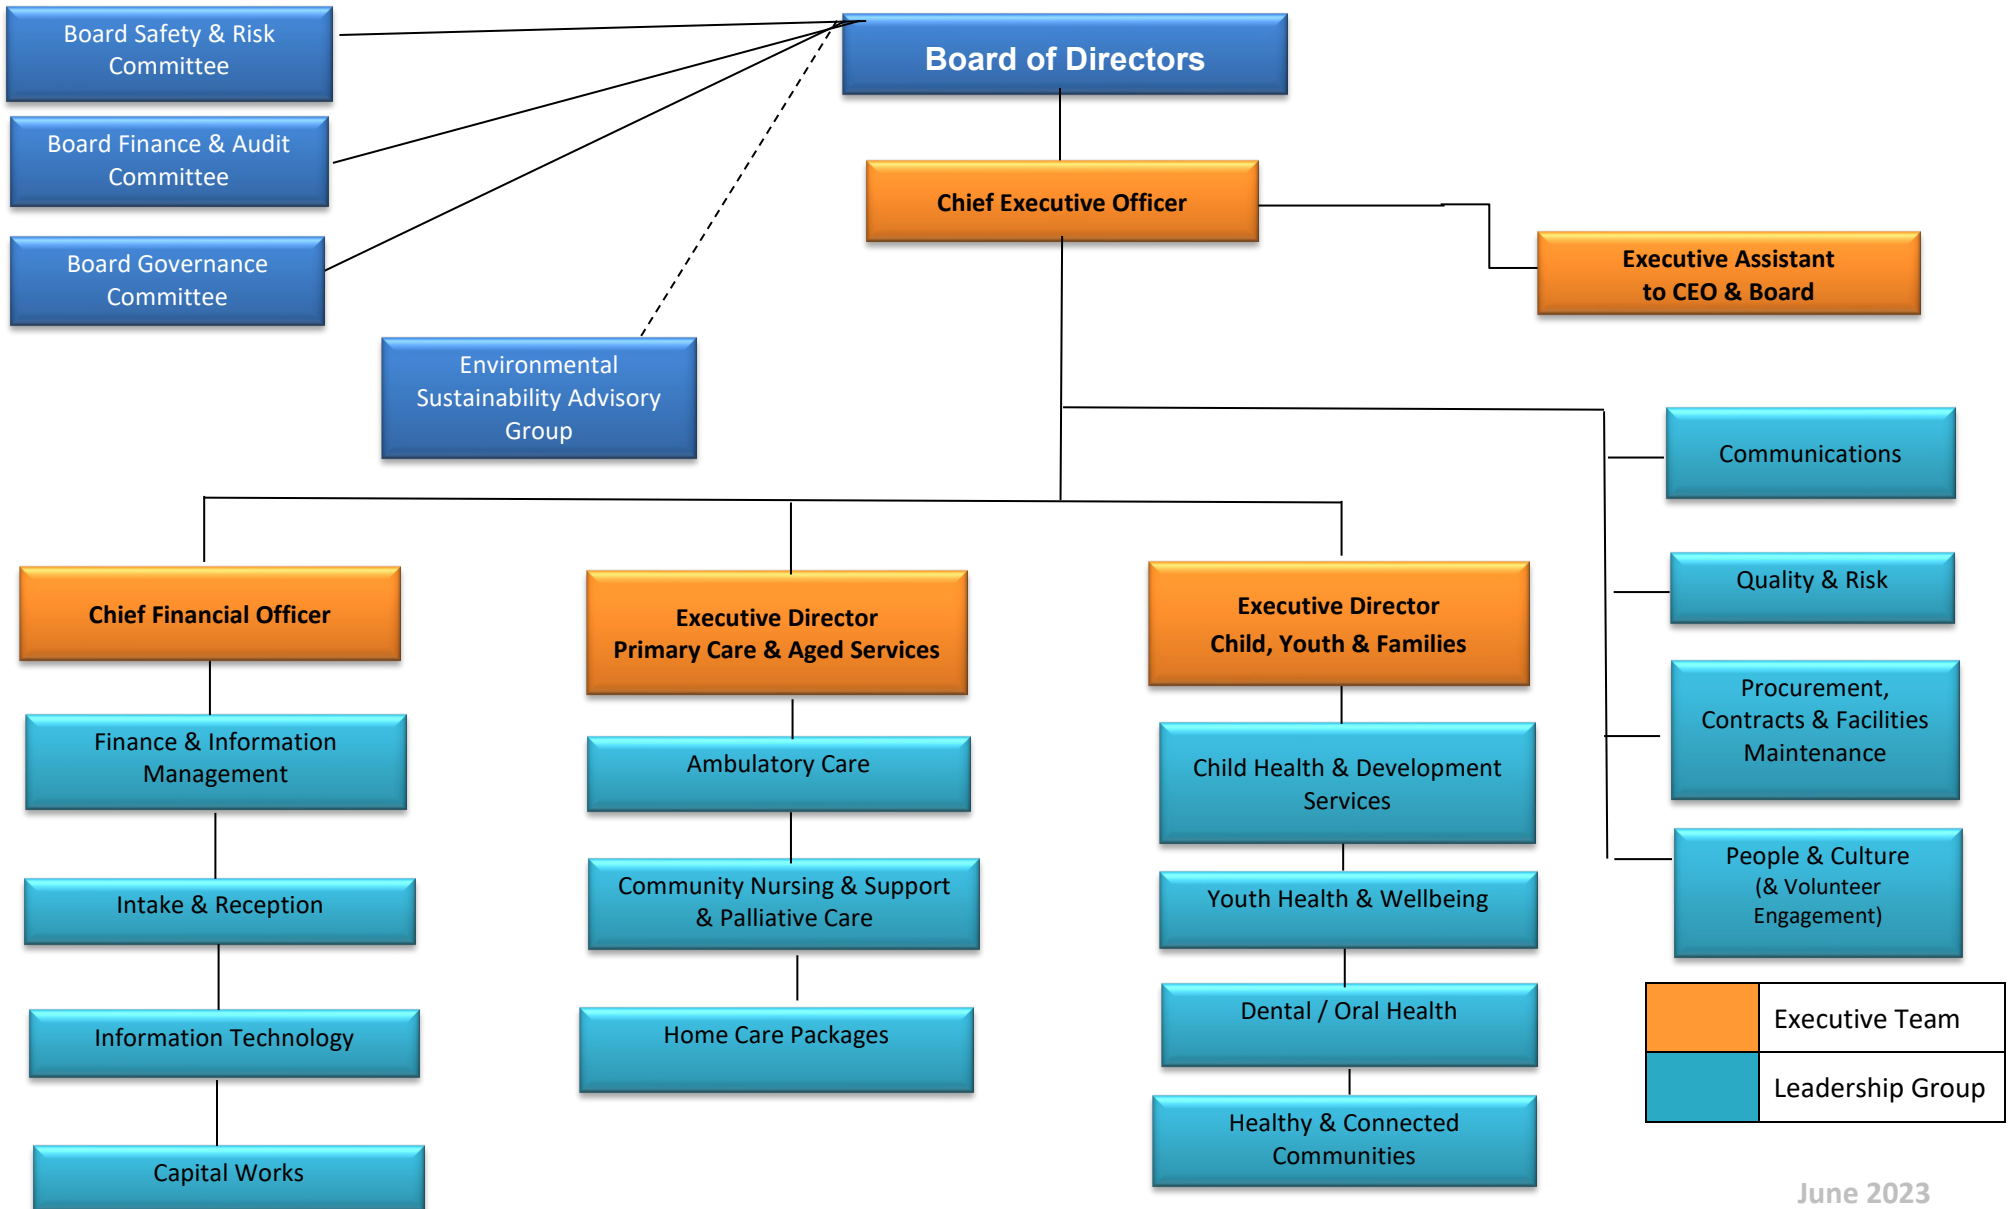 Board Safety & Risk
Committee
Board of Directors
Board Finance & Audit
Committee
Chief Executive Officer
Board Governance
Committee
Executive Assistant
to CEO & Board
Environmental
Sustainability Advisory
Group
Communications
Quality & Risk
Procurement,
Contracts & Facilities
Maintenance
People & Culture
(& Volunteer
Engagement)
Chief Financial Officer
Finance & Information
Management
Intake & Reception
Information Technology
Capital Works
Executive Director
Primary Care & Aged Services
Ambulatory Care
Community Nursing & Support
& Palliative Care
Home Care Packages
Executive Director
Child, Youth & Families
Child Health & Development
Services
Youth Health & Wellbeing
Dental / Oral Health
Healthy & Connected
Communities
Executive Team
Leadership Group
June 2023